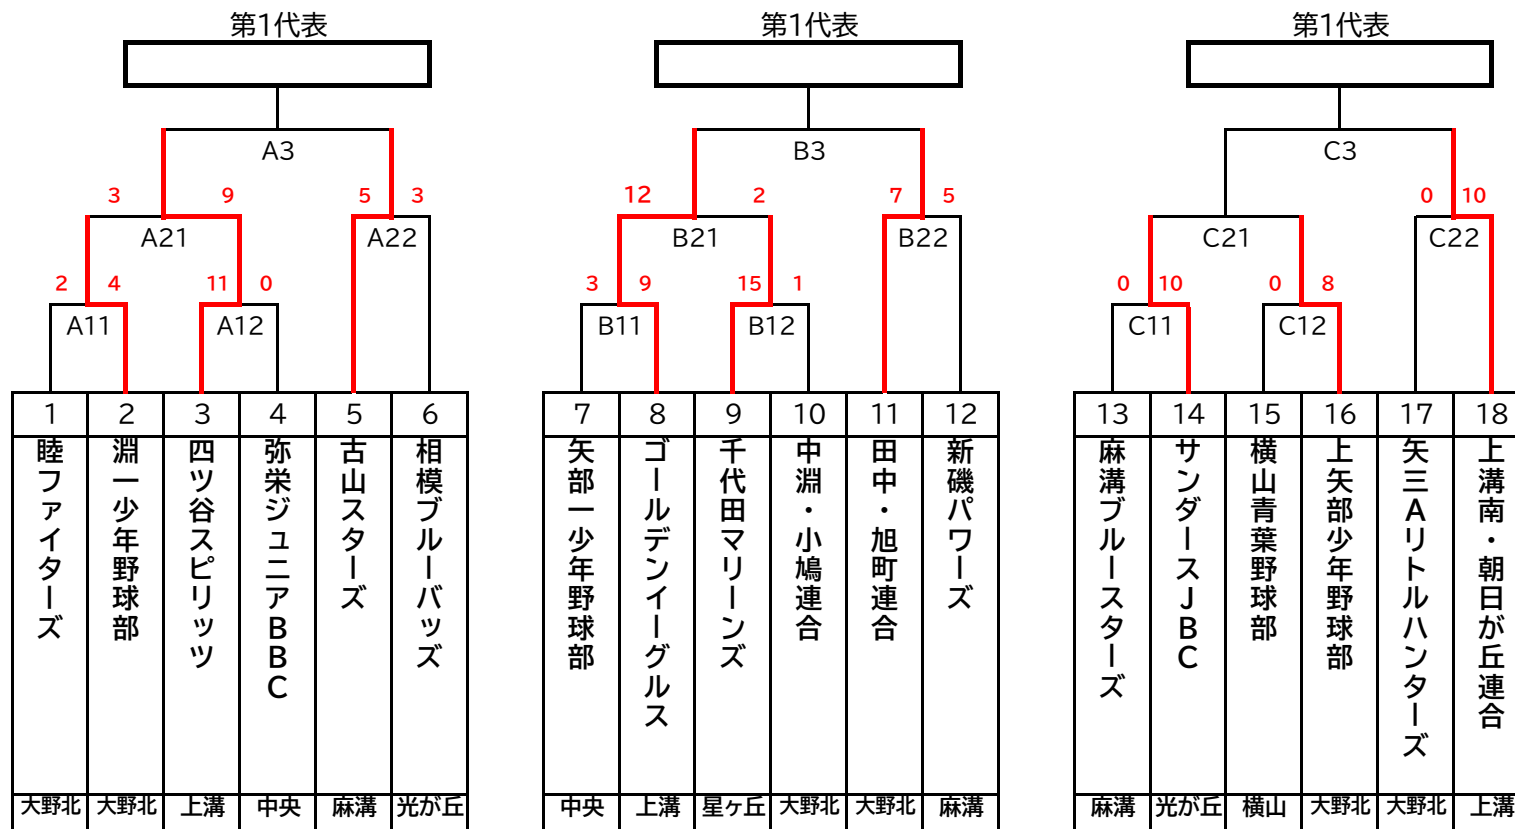 第1代表 第1代表 第1代表
A3 B3 C3
3 9 5 3 12 2 7 5 0 10
A21 A22 B21 B22 C21 C22
2 4 11 0 3 9 15 1 0 10 0 8
A11 A12 B11 B12 C11 C12
1 2 3 4 5 6 7 8 9 10 11 12 13 14 15 16 17 18
睦ファイターズ
淵一少年野球部
四ツ谷スピリッツ
弥栄ジュニアBBC
古山スターズ
相模ブルーバッズ
矢部一少年野球部
ゴールデンイーグルス
千代田マリーンズ
中淵・小鳩連合
田中・旭町連合
新磯パワーズ
麻溝ブルースターズ
サンダースJBC
横山青葉野球部
上矢部少年野球部
矢三Aリトルハンターズ
上溝南・朝日が丘連合
大野北 大野北 上溝 中央 麻溝 光が丘 中央 上溝 星ヶ丘 大野北 大野北 麻溝 麻溝 光が丘 横山 大野北 大野北 上溝